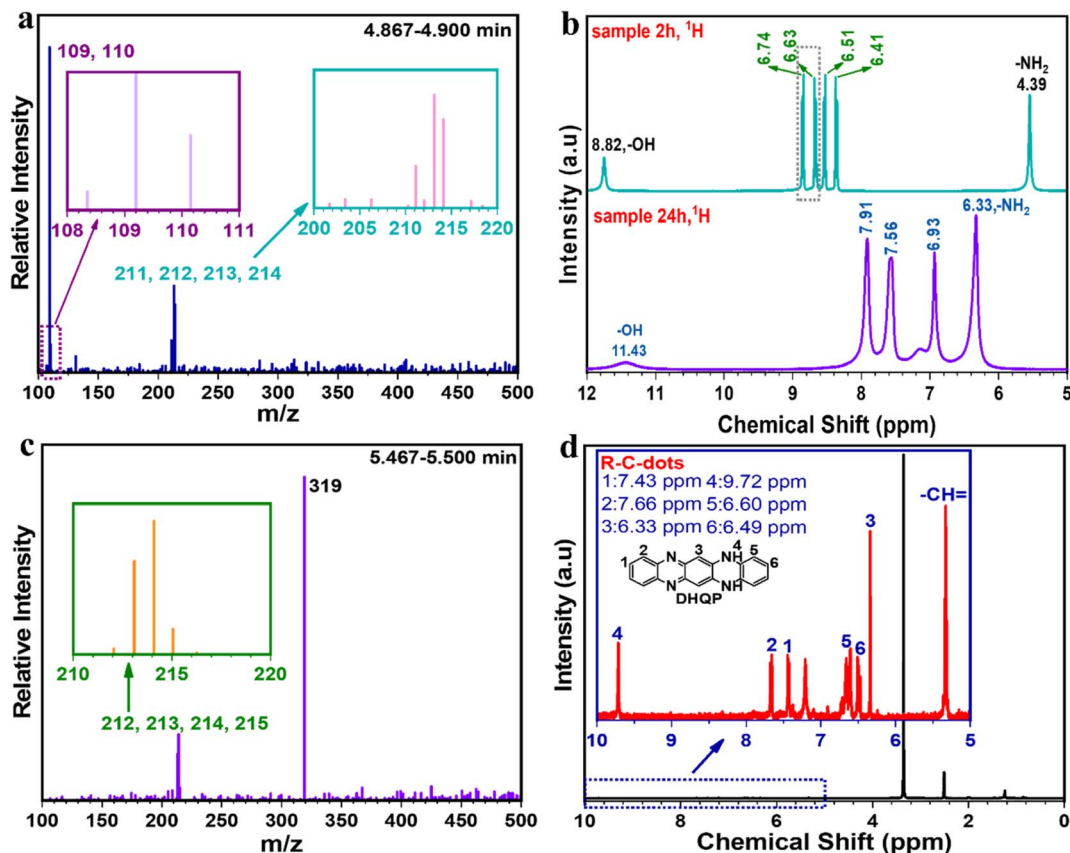 a
4.867-4.900 min
109, 110
108 109 110 111
200 205 210 215 220
211, 212, 213, 214
Relative Intensity
100 150 200 250 300 350 400 450 500
m/z
b
sample 2h, ¹H
6.74
6.63
6.51
6.41
-NH₂
4.39
8.82,-OH
sample 24h,¹H
7.91
7.56
6.93
6.33,-NH₂
-OH
11.43
Intensity (a.u)
12 11 10 9 8 7 6 5
Chemical Shift (ppm)
c
5.467-5.500 min
319
210 215 220
212, 213, 214, 215
Relative Intensity
100 150 200 250 300 350 400 450 500
m/z
d
R-C-dots
1:7.43 ppm 4:9.72 ppm
2:7.66 ppm 5:6.60 ppm
3:6.33 ppm 6:6.49 ppm
-CH=
3
1 2 3 4 5 6
N NH
N NH
DHQP
4 2 1 5 6
10 9 8 7 6 5
Intensity (a.u)
10 8 6 4 2 0
Chemical Shift (ppm)